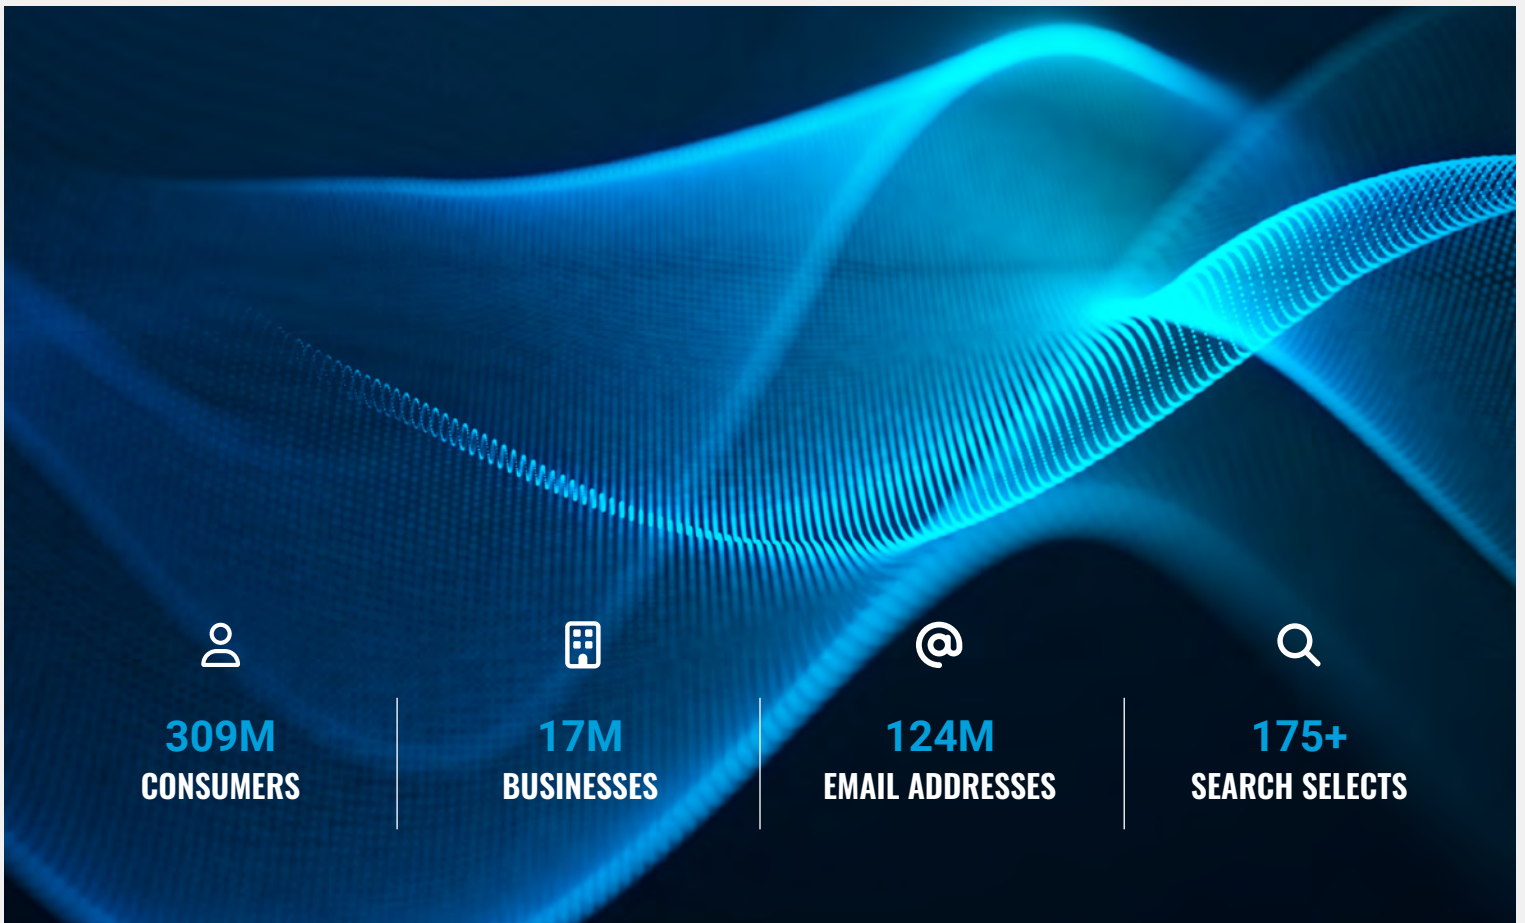 309M
CONSUMERS
17M
BUSINESSES
124M
EMAIL ADDRESSES
175+
SEARCH SELECTS